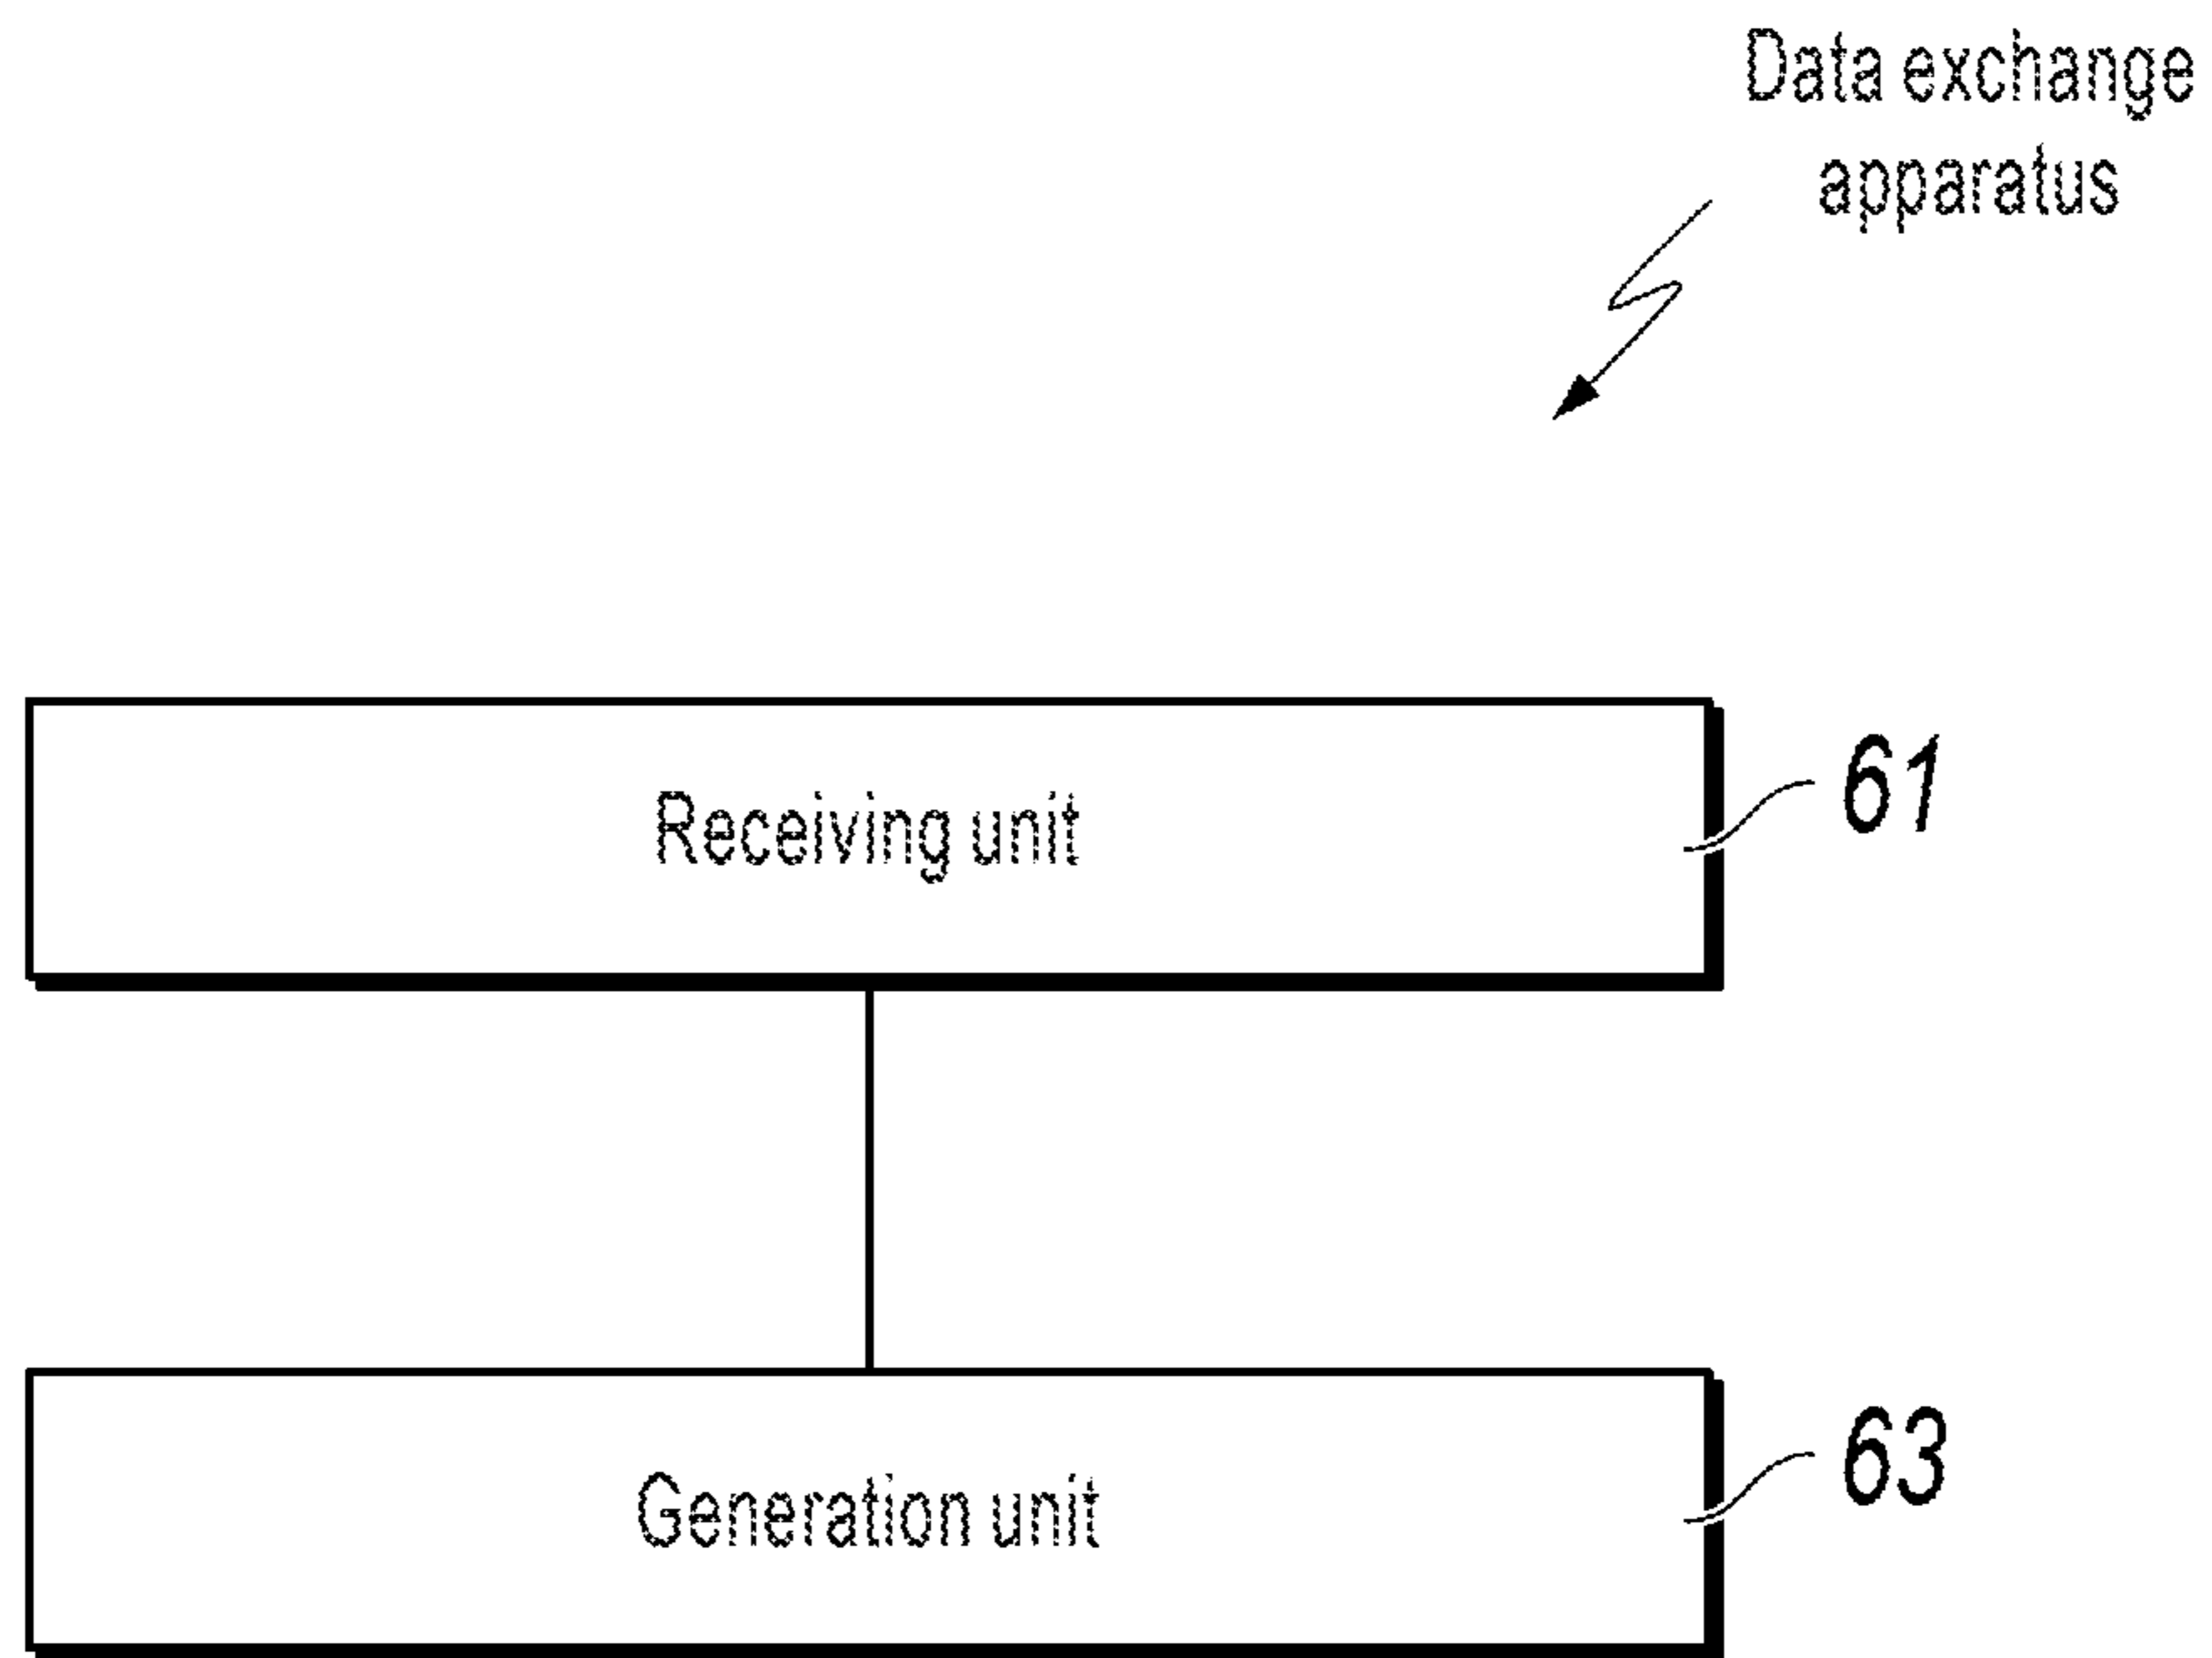 Data exchange
apparatus
Receiving unit
61
Generation unit
63